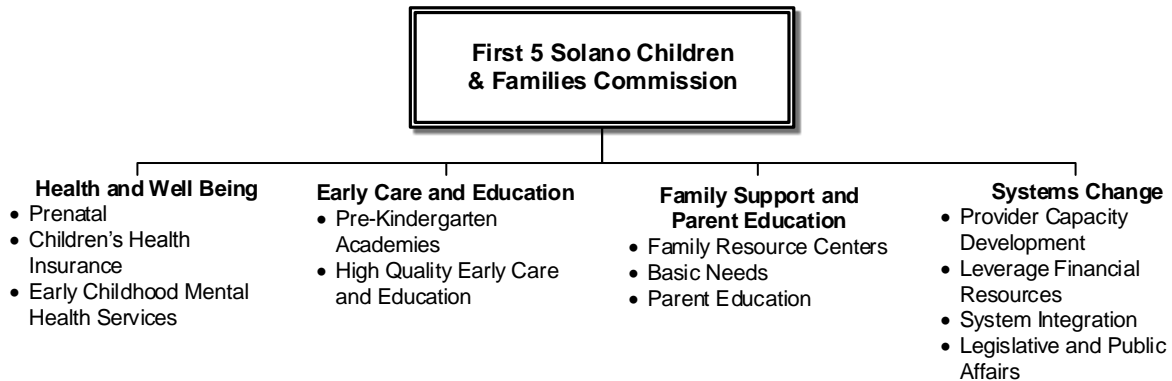 First 5 Solano Children
& Families Commission
Health and Well Being
• Prenatal
• Children’s Health
Insurance
• Early Childhood Mental
Health Services
Early Care and Education
• Pre-Kindergarten
Academies
• High Quality Early Care
and Education
Family Support and
Parent Education
• Family Resource Centers
• Basic Needs
• Parent Education
Systems Change
• Provider Capacity
Development
• Leverage Financial
Resources
• System Integration
• Legislative and Public
Affairs